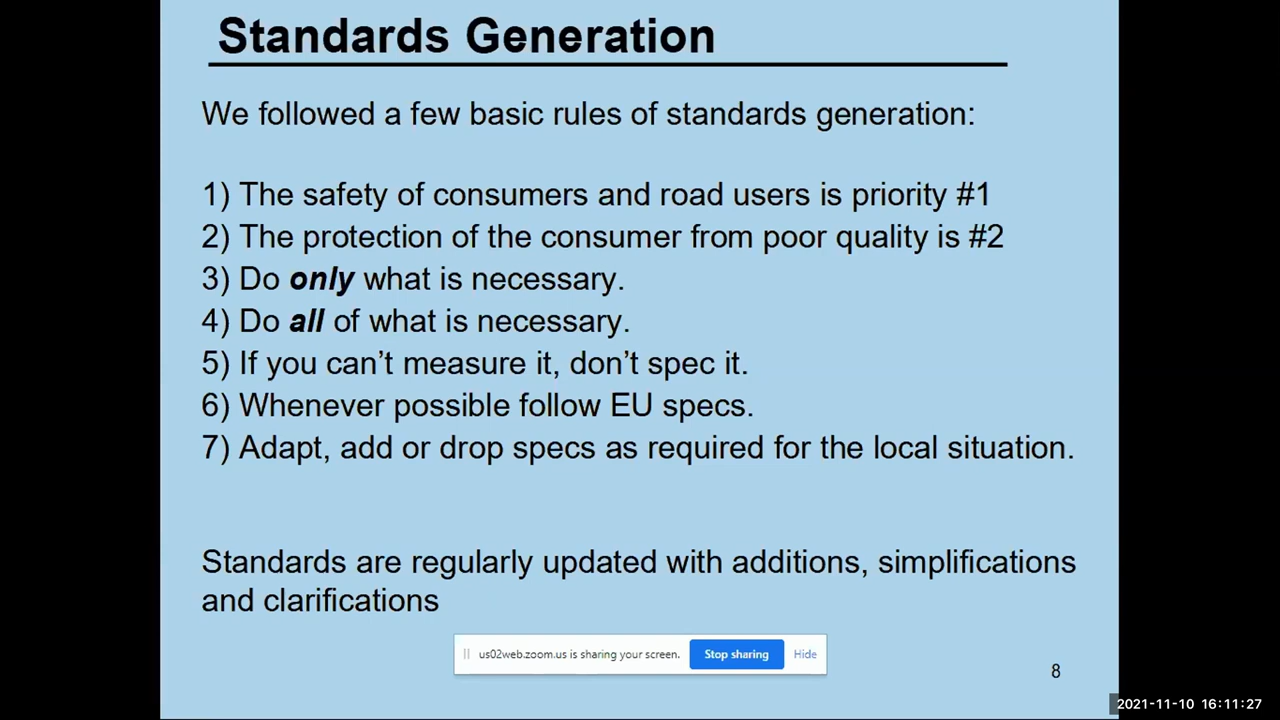 Standards Generation
We followed a few basic rules of standards generation:
1) The safety of consumers and road users is priority #1
2) The protection of the consumer from poor quality is #2
3) Do only what is necessary.
4) Do all of what is necessary.
5) If you can’t measure it, don’t spec it.
6) Whenever possible follow EU specs.
7) Adapt, add or drop specs as required for the local situation.
Standards are regularly updated with additions, simplifications
and clarifications
us02web.zoom.us is sharing your screen. Stop sharing Hide
8
2021-11-10 16:11:27